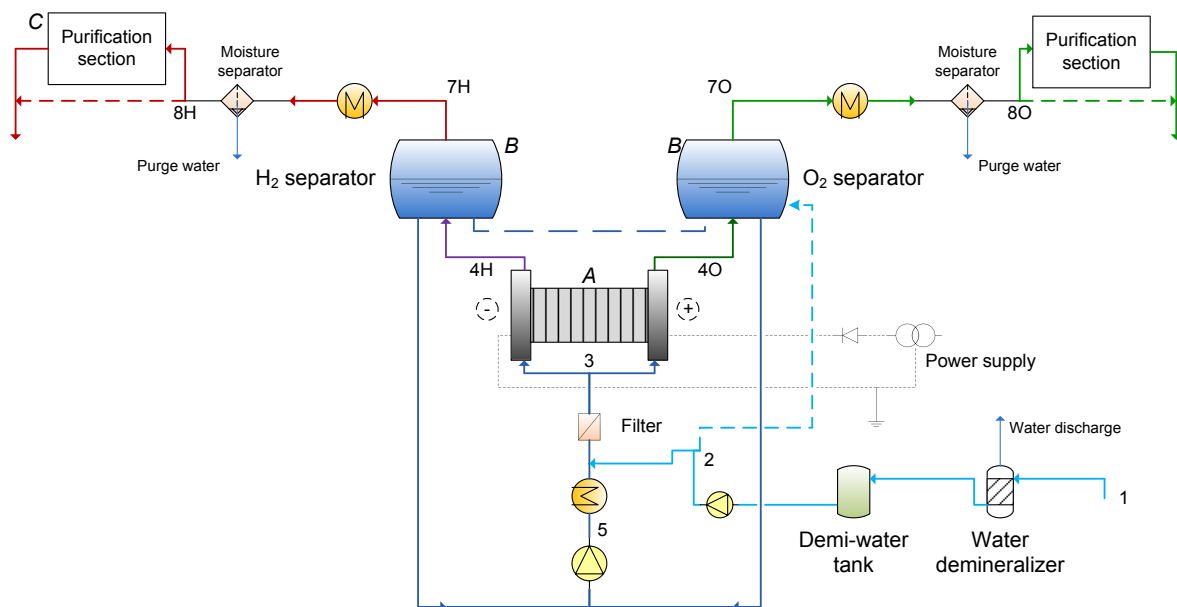 C
Purification
section
Moisture
separator
7H
8H
Purge water
H2 separator
B
7O
Moisture
separator
Purification
section
8O
Purge water
B
O2 separator
4H
A
4O
-
+
3
Power supply
Filter
2
Water discharge
1
5
Demi-water
tank
Water
demineralizer